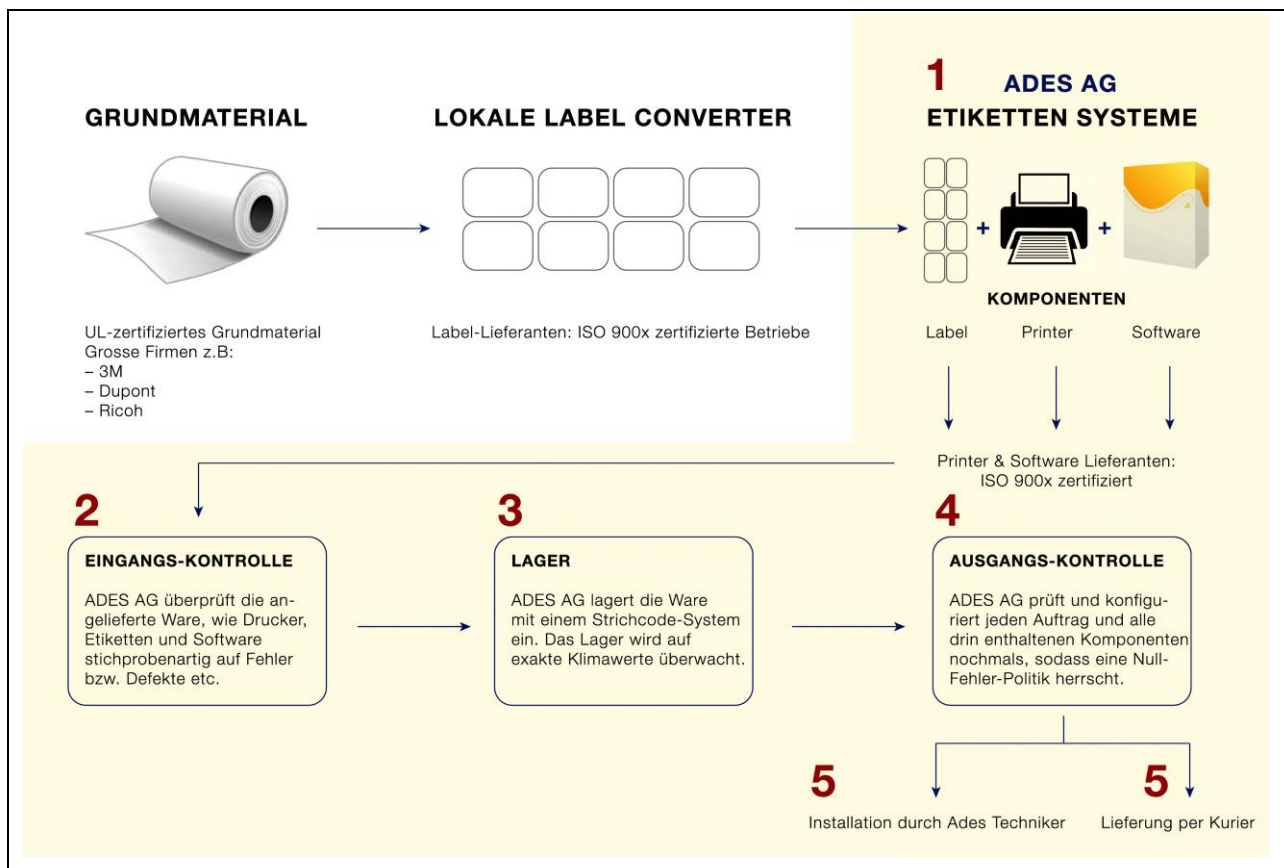 GRUNDMATERIAL
UL-zertifiziertes Grundmaterial
Grosse Firmen z.B:
– 3M
– Dupont
– Ricoh
LOKALE LABEL CONVERTER
Label-Lieferanten: ISO 900x zertifizierte Betriebe
1
ADES AG
ETIKETTEN SYSTEME
+
+
KOMPONENTEN
Label
Printer
Software
Printer & Software Lieferanten:
ISO 900x zertifiziert
2
EINGANGS-KONTROLLE
ADES AG überprüft die an-
gelieferte Ware, wie Drucker,
Etiketten und Software
stichprobenartig auf Fehler
bzw. Defekte etc.
3
LAGER
ADES AG lagert die Ware
mit einem Strichcode-System
ein. Das Lager wird auf
exakte Klimawerte überwacht.
4
AUSGANGS-KONTROLLE
ADES AG prüft und konfigu-
riert jeden Auftrag und alle
drin enthaltenen Komponenten
nochmals, sodass eine Null-
Fehler-Politik herrscht.
5
Installation durch Ades Techniker
5
Lieferung per Kurier